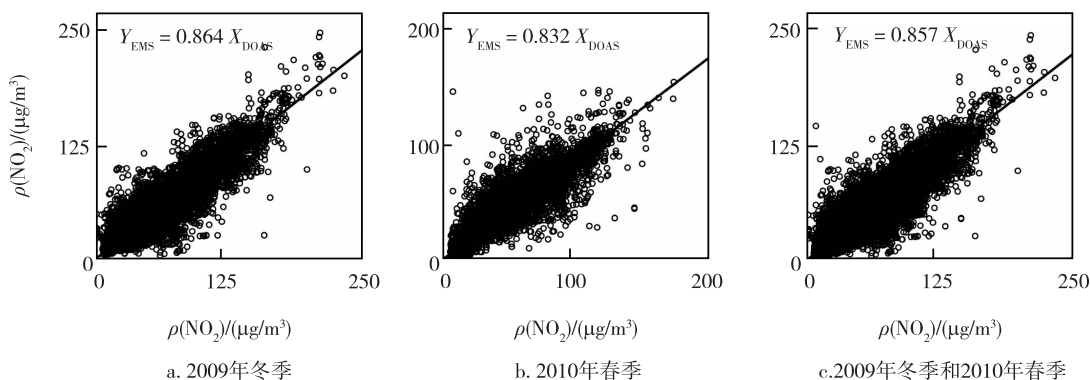 250
Y_EMS = 0.864 X_DOAS
125
0
0 125 250
ρ(NO₂)/(μg/m³)
ρ(NO₂)/(μg/m³)
a. 2009年冬季
200
Y_EMS = 0.832 X_DOAS
100
0
0 100 200
ρ(NO₂)/(μg/m³)
b. 2010年春季
250
Y_EMS = 0.857 X_DOAS
125
0
0 125 250
ρ(NO₂)/(μg/m³)
c.2009年冬季和2010年春季